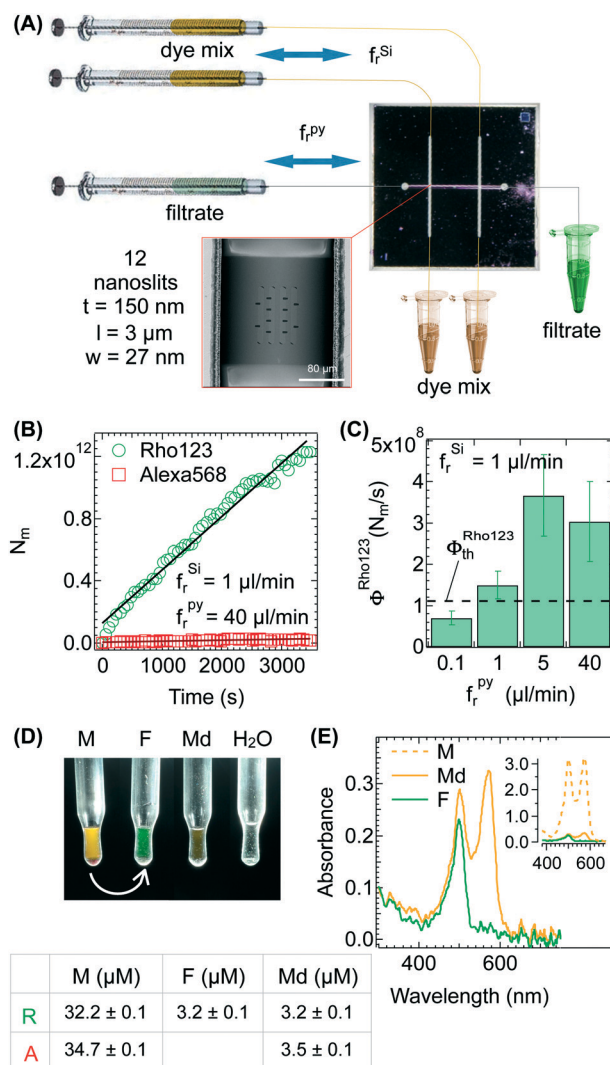 (A)
dye mix
f_r^Si
f_r^py
filtrate
12
nanoslits
t = 150 nm
l = 3 μm
w = 27 nm
80 μm
filtrate
dye mix
(B)
1.2x10^12
0.8
0.4
0.0
N_m
Rho123
Alexa568
f_r^Si = 1 μl/min
f_r^py = 40 μl/min
0 1000 2000 3000
Time (s)
(C)
5x10^8
4
3
2
1
0
Φ^Rho123 (N_m/s)
f_r^Si = 1 μl/min
Φ_th^Rho123
0.1 1 5 40
f_r^py (μl/min)
(D)
M F Md H₂O
(E)
M
Md
F
0.3
0.2
0.1
0.0
Absorbance
400 600
Wavelength (nm)
3.0
2.0
1.0
0.0
400 600
M (μM) F (μM) Md (μM)
R 32.2 ± 0.1 3.2 ± 0.1 3.2 ± 0.1
A 34.7 ± 0.1 3.5 ± 0.1